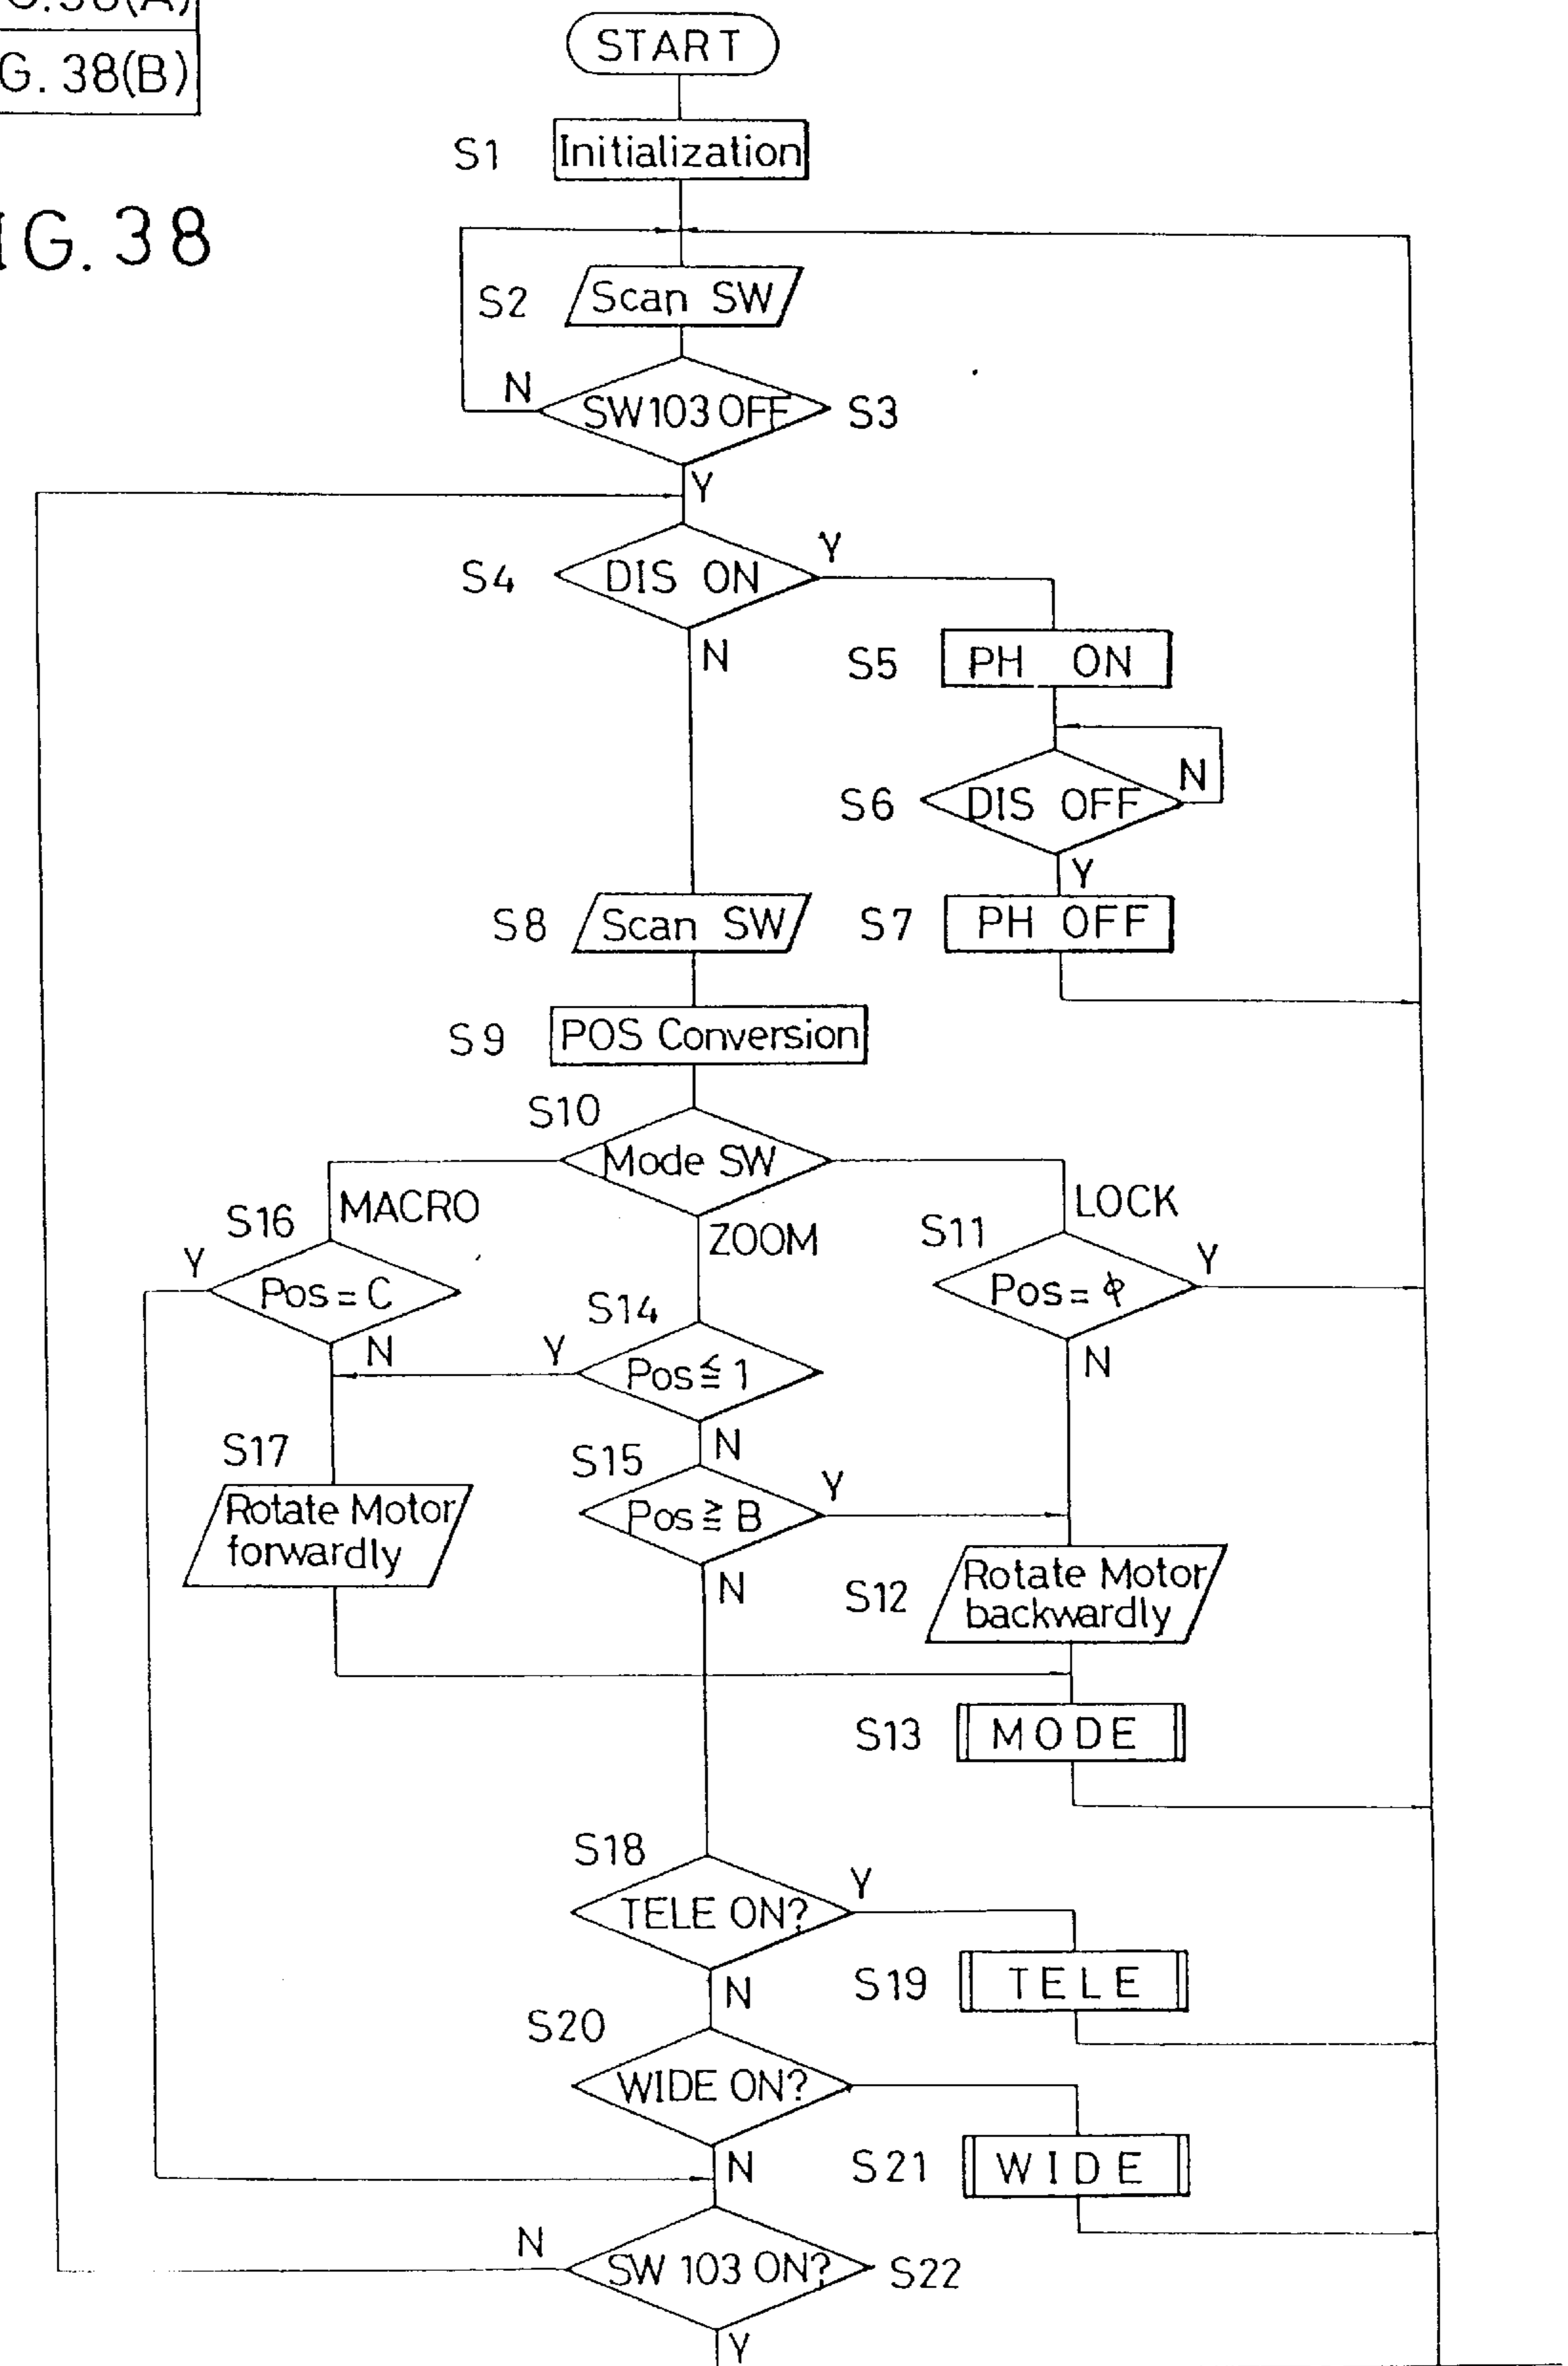 G.38(A)
G. 38(B)
IG. 38
START
S1 Initialization
S2 Scan SW
N SW103 OFF S3
Y
S4 DIS ON Y
N
S5 PH ON
S6 DIS OFF N
Y
S8 Scan SW
S7 PH OFF
S9 POS Conversion
S10 Mode SW
MACRO
ZOOM
LOCK
S16 Y Pos = C
N
S11 Pos = ϕ Y
N
S14 Y Pos ≦ 1
N
S15 Pos ≧ B Y
N
S17 Rotate Motor
forwardly
S12 Rotate Motor
backwardly
S13 MODE
S18 TELE ON? Y
N
S19 TELE
S20 WIDE ON?
N
S21 WIDE
N SW 103 ON? S22
Y